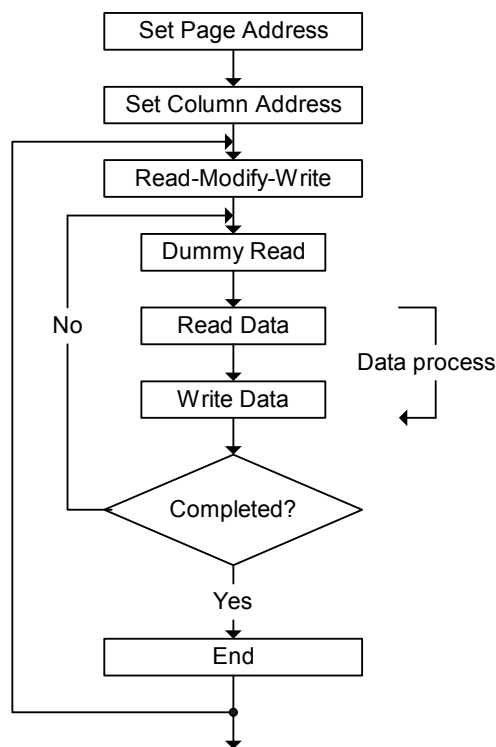 Set Page Address
Set Column Address
Read-Modify-Write
Dummy Read
No
Read Data
Data process
Write Data
Completed?
Yes
End